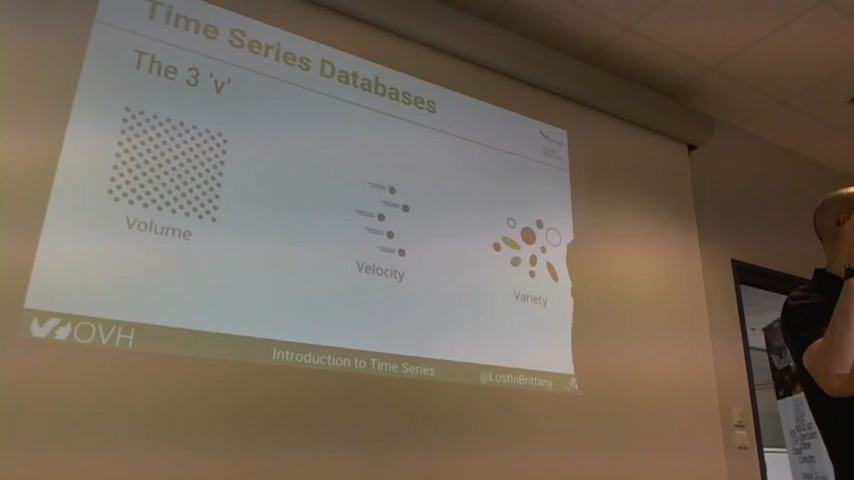 Time Series Databases
The 3 'v'
Volume
Velocity
Variety
OVH
Introduction to Time Series
@LostInBrittany